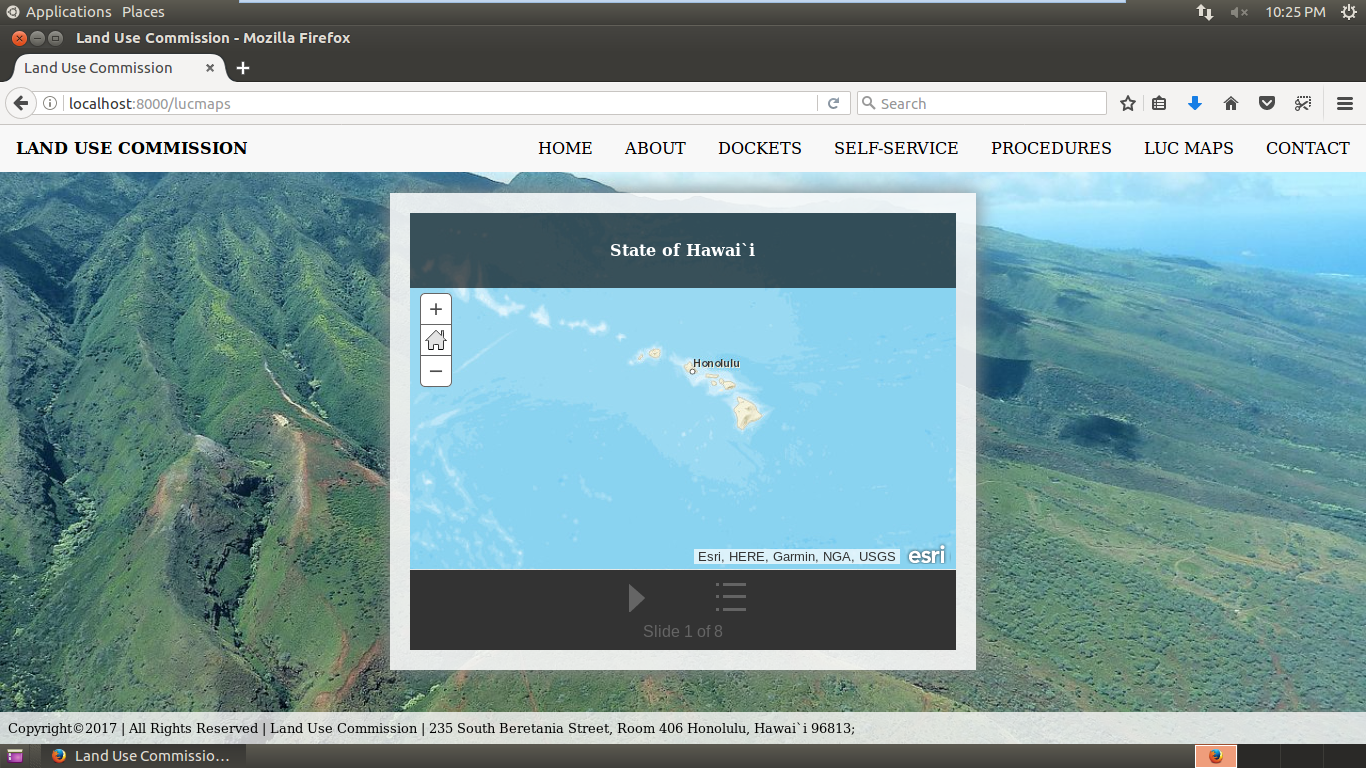 Applications Places 10:25 PM
Land Use Commission - Mozilla Firefox
Land Use Commission
localhost:8000/lucmaps Search
LAND USE COMMISSION HOME ABOUT DOCKETS SELF-SERVICE PROCEDURES LUC MAPS CONTACT
State of Hawai`i
+
Honolulu
−
Esri, HERE, Garmin, NGA, USGS esri
Slide 1 of 8
Copyright©2017 | All Rights Reserved | Land Use Commission | 235 South Beretania Street, Room 406 Honolulu, Hawai`i 96813;
Land Use Commissio...